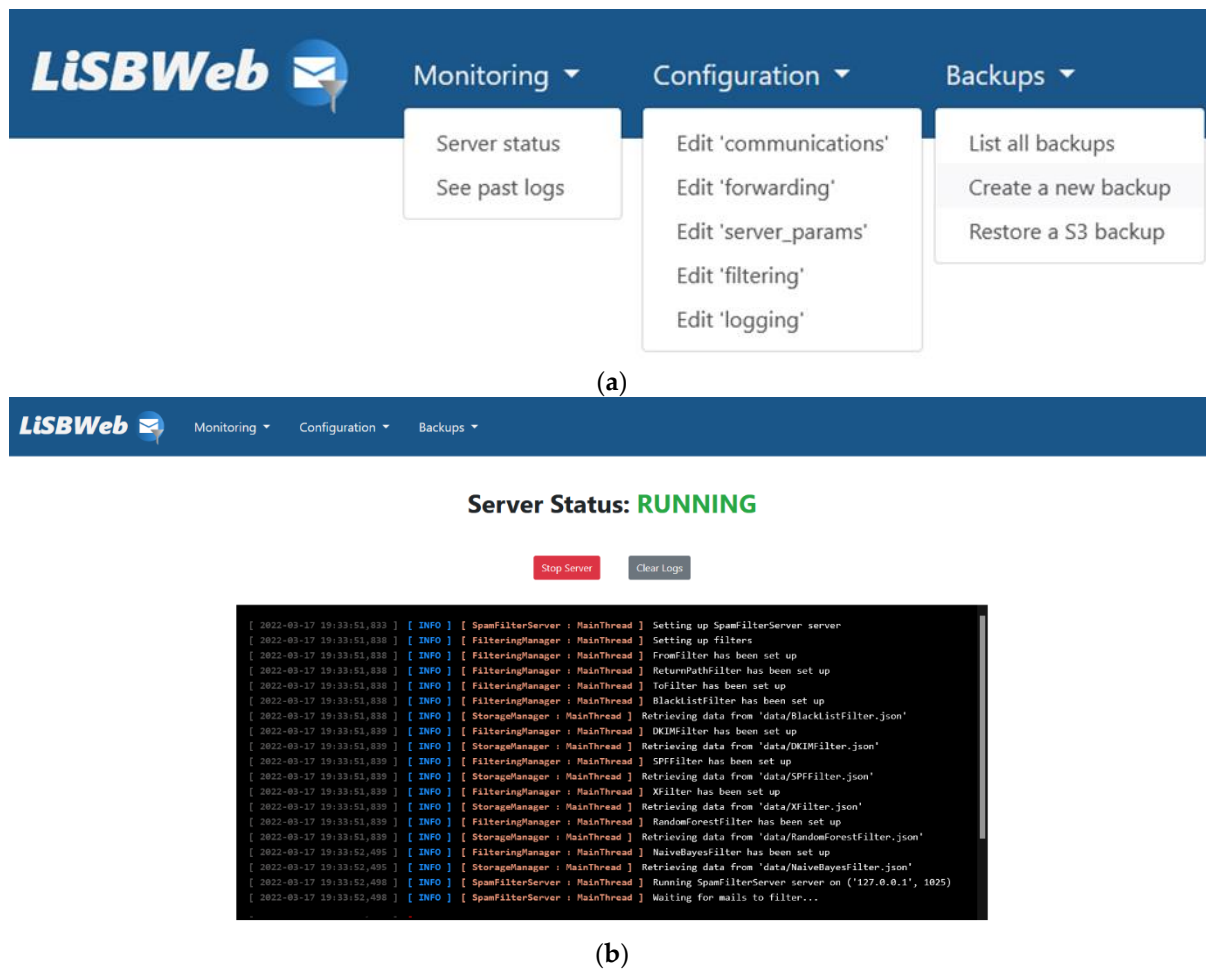 LiSBWeb Monitoring Configuration Backups
Server status Edit 'communications' List all backups
See past logs Edit 'forwarding' Create a new backup
Edit 'server_params' Restore a S3 backup
Edit 'filtering'
Edit 'logging'
(a)
LiSBWeb Monitoring Configuration Backups
Server Status: RUNNING
Stop Server Clear Logs
[ 2022-03-17 19:33:51,833 ] [ INFO ] [ SpamFilterServer : MainThread ] Setting up SpamFilterServer server
[ 2022-03-17 19:33:51,838 ] [ INFO ] [ FilteringManager : MainThread ] Setting up filters
[ 2022-03-17 19:33:51,838 ] [ INFO ] [ FilteringManager : MainThread ] FromFilter has been set up
[ 2022-03-17 19:33:51,838 ] [ INFO ] [ FilteringManager : MainThread ] ReturnPathFilter has been set up
[ 2022-03-17 19:33:51,838 ] [ INFO ] [ FilteringManager : MainThread ] ToFilter has been set up
[ 2022-03-17 19:33:51,838 ] [ INFO ] [ FilteringManager : MainThread ] BlackListFilter has been set up
[ 2022-03-17 19:33:51,838 ] [ INFO ] [ StorageManager : MainThread ] Retrieving data from 'data/BlackListFilter.json'
[ 2022-03-17 19:33:51,839 ] [ INFO ] [ FilteringManager : MainThread ] DKIMFilter has been set up
[ 2022-03-17 19:33:51,839 ] [ INFO ] [ StorageManager : MainThread ] Retrieving data from 'data/DKIMFilter.json'
[ 2022-03-17 19:33:51,839 ] [ INFO ] [ FilteringManager : MainThread ] SPFFilter has been set up
[ 2022-03-17 19:33:51,839 ] [ INFO ] [ StorageManager : MainThread ] Retrieving data from 'data/SPFFilter.json'
[ 2022-03-17 19:33:51,839 ] [ INFO ] [ FilteringManager : MainThread ] XFilter has been set up
[ 2022-03-17 19:33:51,839 ] [ INFO ] [ StorageManager : MainThread ] Retrieving data from 'data/XFilter.json'
[ 2022-03-17 19:33:51,839 ] [ INFO ] [ FilteringManager : MainThread ] RandomForestFilter has been set up
[ 2022-03-17 19:33:51,839 ] [ INFO ] [ StorageManager : MainThread ] Retrieving data from 'data/RandomForestFilter.json'
[ 2022-03-17 19:33:52,495 ] [ INFO ] [ FilteringManager : MainThread ] NaiveBayesFilter has been set up
[ 2022-03-17 19:33:52,495 ] [ INFO ] [ StorageManager : MainThread ] Retrieving data from 'data/NaiveBayesFilter.json'
[ 2022-03-17 19:33:52,498 ] [ INFO ] [ SpamFilterServer : MainThread ] Running SpamFilterServer server on ('127.0.0.1', 1025)
[ 2022-03-17 19:33:52,498 ] [ INFO ] [ SpamFilterServer : MainThread ] Waiting for mails to filter...
(b)